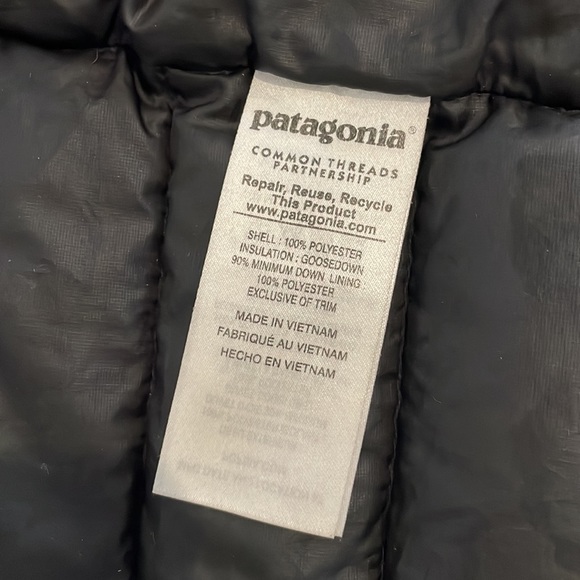 patagonia®
COMMON THREADS
PARTNERSHIP
Repair, Reuse, Recycle
This Product
www.patagonia.com
SHELL : 100% POLYESTER
INSULATION : GOOSEDOWN
90% MINIMUM DOWN LINING :
100% POLYESTER
EXCLUSIVE OF TRIM
MADE IN VIETNAM
FABRIQUÉ AU VIETNAM
HECHO EN VIETNAM